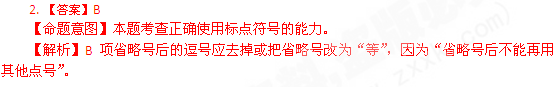 2. 【答案】B
【命题意图】本题考查正确使用标点符号的能力。
【解析】B 项省略号后的逗号应去掉或把省略号改为“等”，因为“省略号后不能再用
其他点号”。